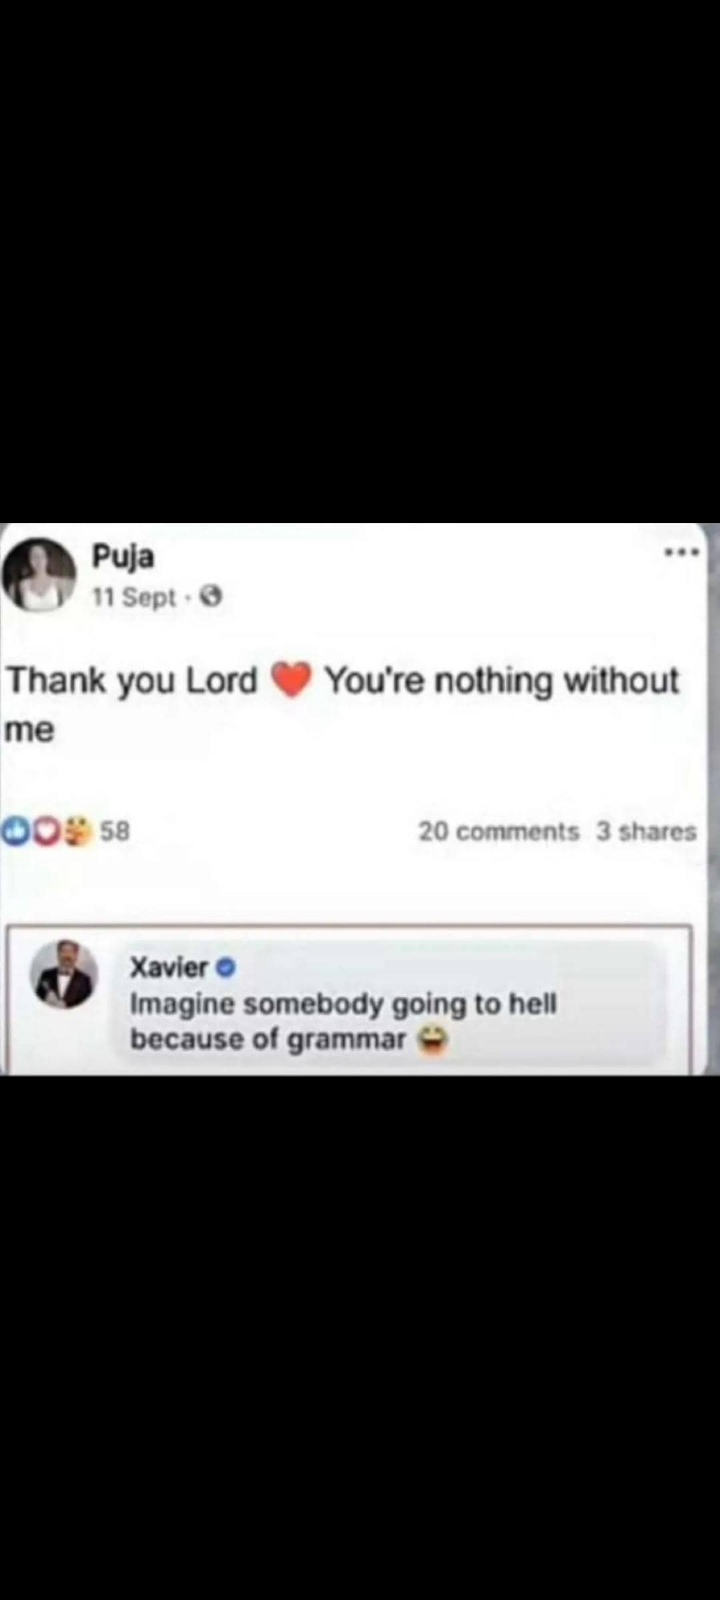 Puja
11 Sept ·
Thank you Lord ❤️ You're nothing without
me
58
20 comments 3 shares
Xavier
Imagine somebody going to hell
because of grammar 😄